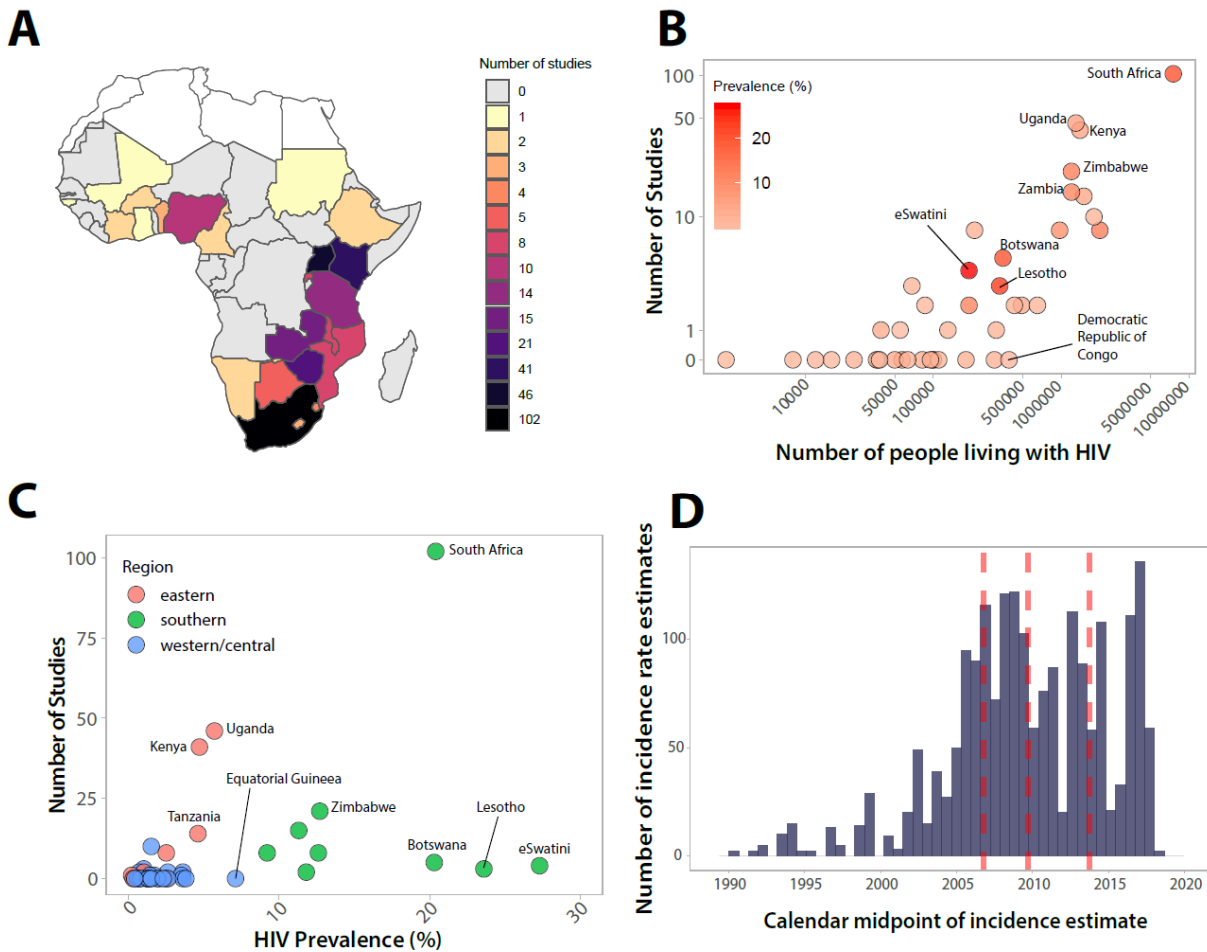 A
Number of studies
0
1
2
3
4
5
8
10
14
15
21
41
46
102
B
Number of Studies
100
50
10
1
0
Prevalence (%)
20
10
South Africa
Uganda
Kenya
Zimbabwe
Zambia
eSwatini
Botswana
Lesotho
Democratic
Republic of
Congo
10000
50000
100000
500000
1000000
5000000
10000000
Number of people living with HIV
C
Number of Studies
100
75
50
25
0
Region
eastern
southern
western/central
South Africa
Uganda
Kenya
Equatorial Guineea
Tanzania
Zimbabwe
Lesotho
Botswana
eSwatini
0
10
20
30
HIV Prevalence (%)
D
Number of incidence rate estimates
100
50
0
1990
1995
2000
2005
2010
2015
2020
Calendar midpoint of incidence estimate